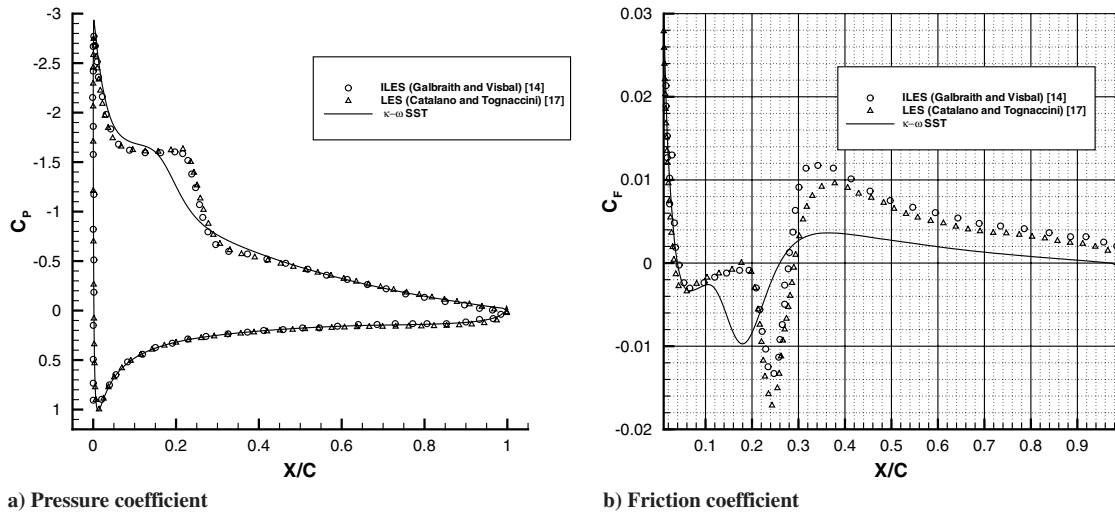 -3
-2.5
-2
-1.5
-1
-0.5
0
0.5
1
C_P
0 0.2 0.4 0.6 0.8 1
X/C
ILES (Galbraith and Visbal) [14]
LES (Catalano and Tognaccini) [17]
κ−ω SST
a) Pressure coefficient
0.03
0.02
0.01
0
-0.01
-0.02
C_F
0.1 0.2 0.3 0.4 0.5 0.6 0.7 0.8 0.9
X/C
ILES (Galbraith and Visbal) [14]
LES (Catalano and Tognaccini) [17]
κ−ω SST
b) Friction coefficient